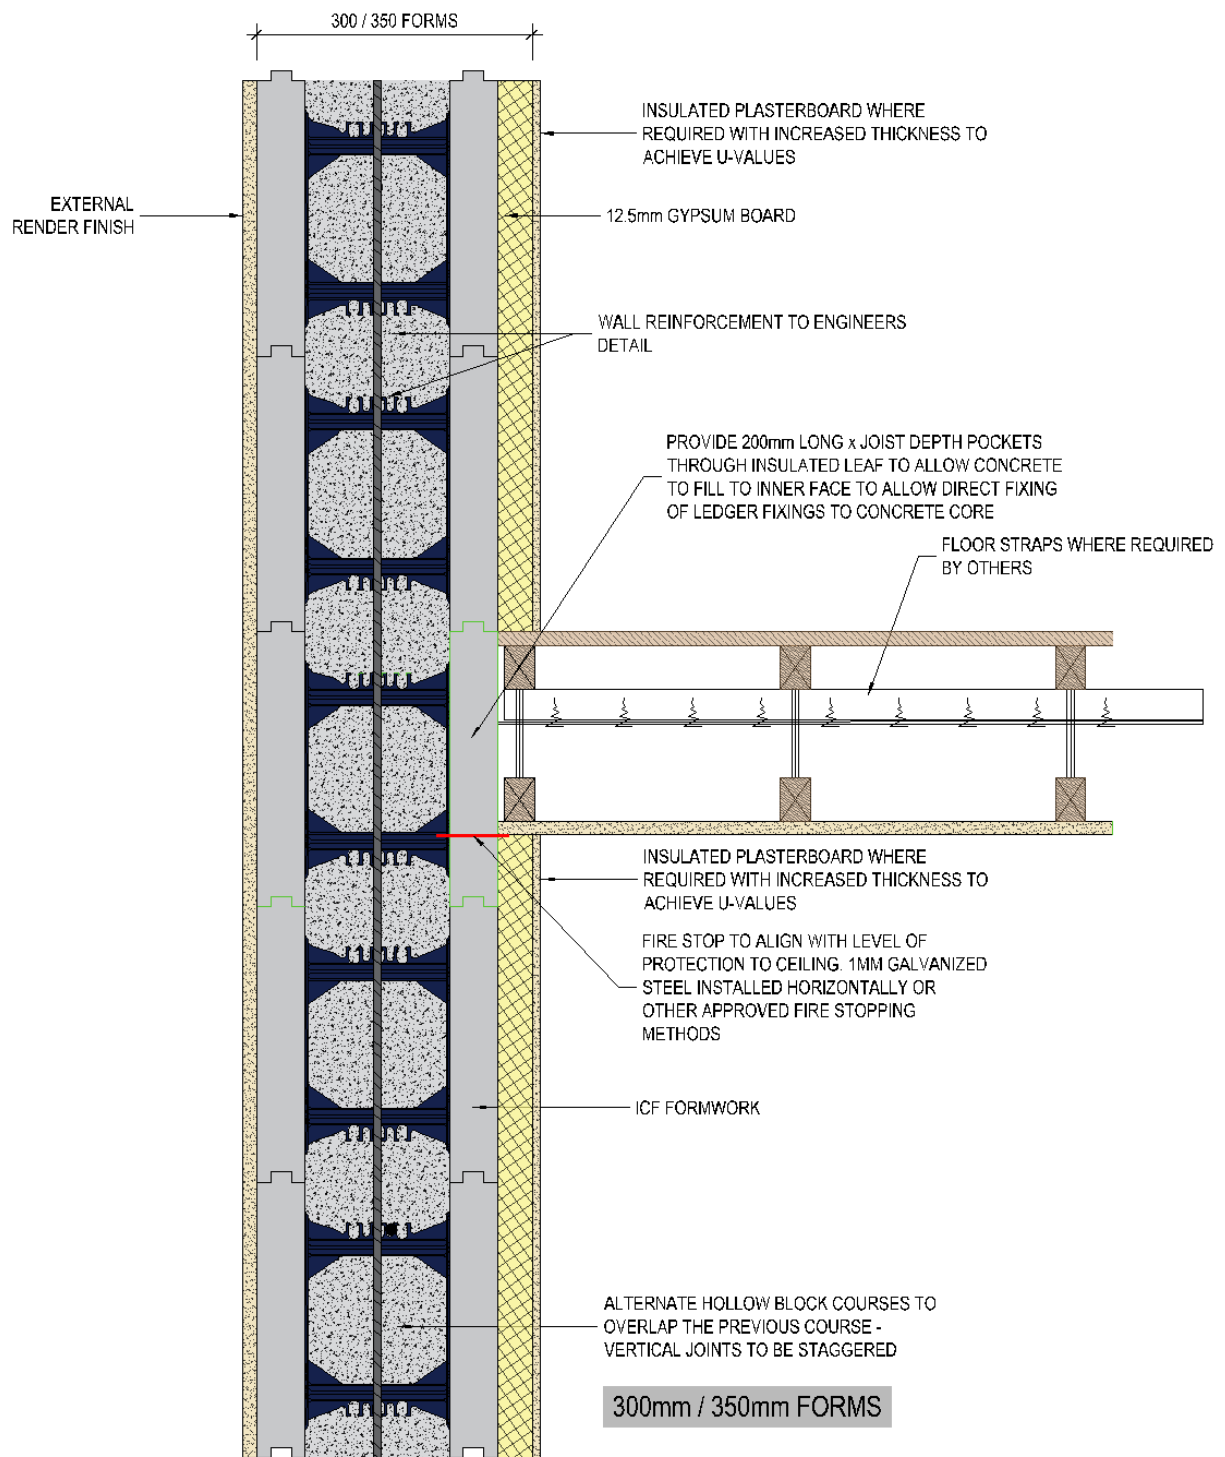 300 / 350 FORMS
INSULATED PLASTERBOARD WHERE
REQUIRED WITH INCREASED THICKNESS TO
ACHIEVE U-VALUES
EXTERNAL
RENDER FINISH
12.5mm GYPSUM BOARD
WALL REINFORCEMENT TO ENGINEERS
DETAIL
PROVIDE 200mm LONG x JOIST DEPTH POCKETS
THROUGH INSULATED LEAF TO ALLOW CONCRETE
TO FILL TO INNER FACE TO ALLOW DIRECT FIXING
OF LEDGER FIXINGS TO CONCRETE CORE
FLOOR STRAPS WHERE REQUIRED
BY OTHERS
INSULATED PLASTERBOARD WHERE
REQUIRED WITH INCREASED THICKNESS TO
ACHIEVE U-VALUES
FIRE STOP TO ALIGN WITH LEVEL OF
PROTECTION TO CEILING. 1MM GALVANIZED
STEEL INSTALLED HORIZONTALLY OR
OTHER APPROVED FIRE STOPPING
METHODS
ICF FORMWORK
ALTERNATE HOLLOW BLOCK COURSES TO
OVERLAP THE PREVIOUS COURSE -
VERTICAL JOINTS TO BE STAGGERED
300mm / 350mm FORMS